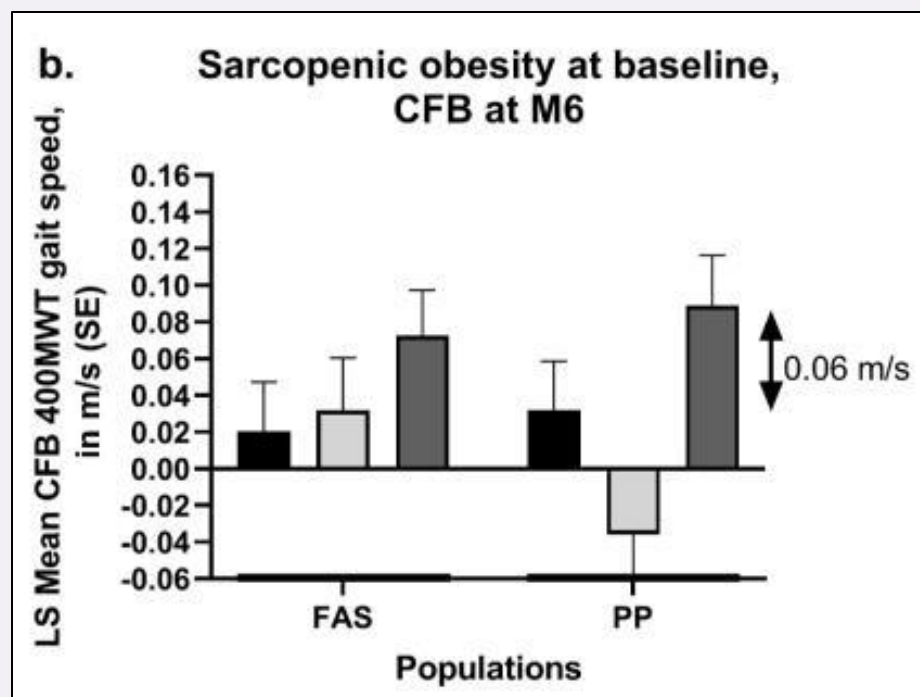 b.
Sarcopenic obesity at baseline,
CFB at M6
LS Mean CFB 400MWT gait speed,
in m/s (SE)
0.16
0.14
0.12
0.10
0.08
0.06
0.04
0.02
0.00
-0.02
-0.04
-0.06
0.06 m/s
FAS
PP
Populations